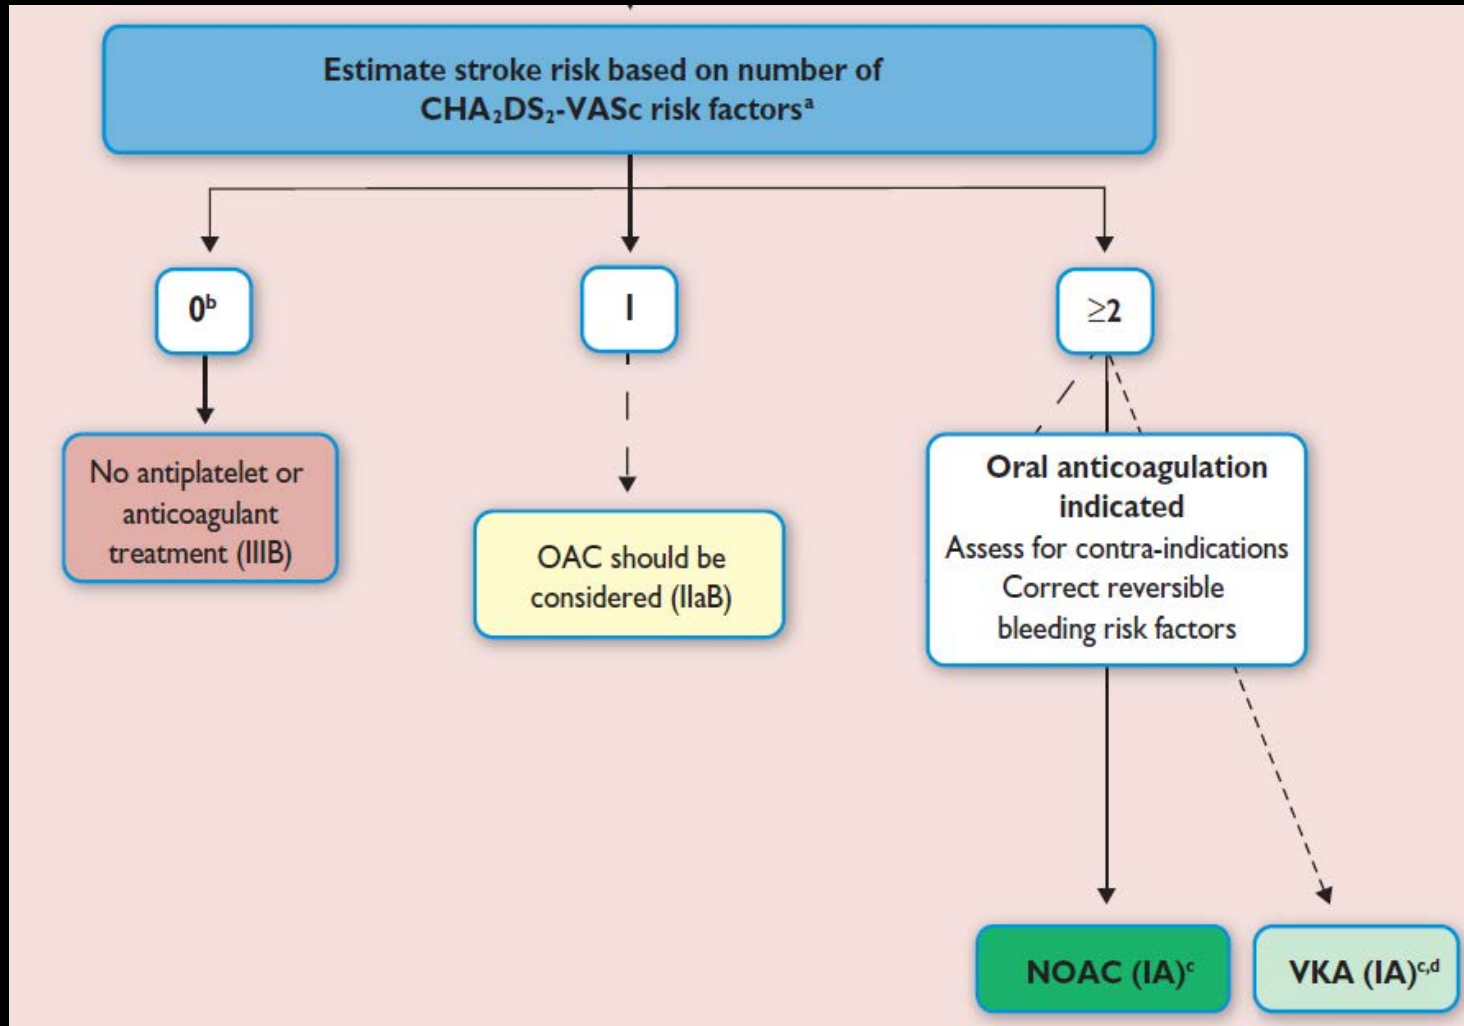 Estimate stroke risk based on number of
CHA₂DS₂-VASc risk factorsᵃ
0ᵇ
1
≥2
No antiplatelet or
anticoagulant
treatment (IIIB)
OAC should be
considered (IIaB)
Oral anticoagulation
indicated
Assess for contra-indications
Correct reversible
bleeding risk factors
NOAC (IA)ᶜ
VKA (IA)ᶜ,ᵈ